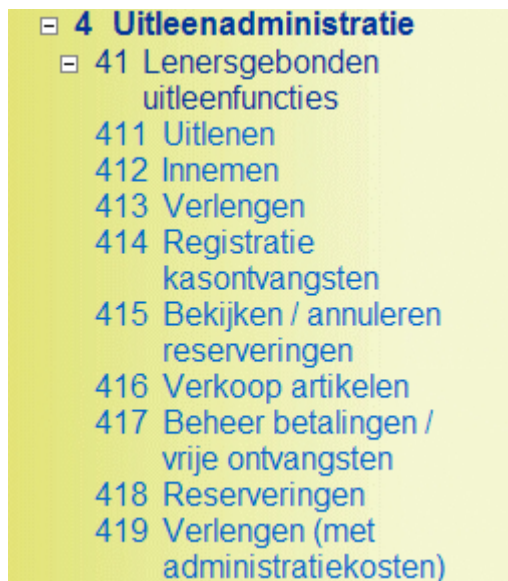 4 Uitleenadministratie
41 Lenersgebonden
uitleenfuncties
411 Uitlenen
412 Innemen
413 Verlengen
414 Registratie
kasontvangsten
415 Bekijken / annuleren
reserveringen
416 Verkoop artikelen
417 Beheer betalingen /
vrije ontvangsten
418 Reserveringen
419 Verlengen (met
administratiekosten)